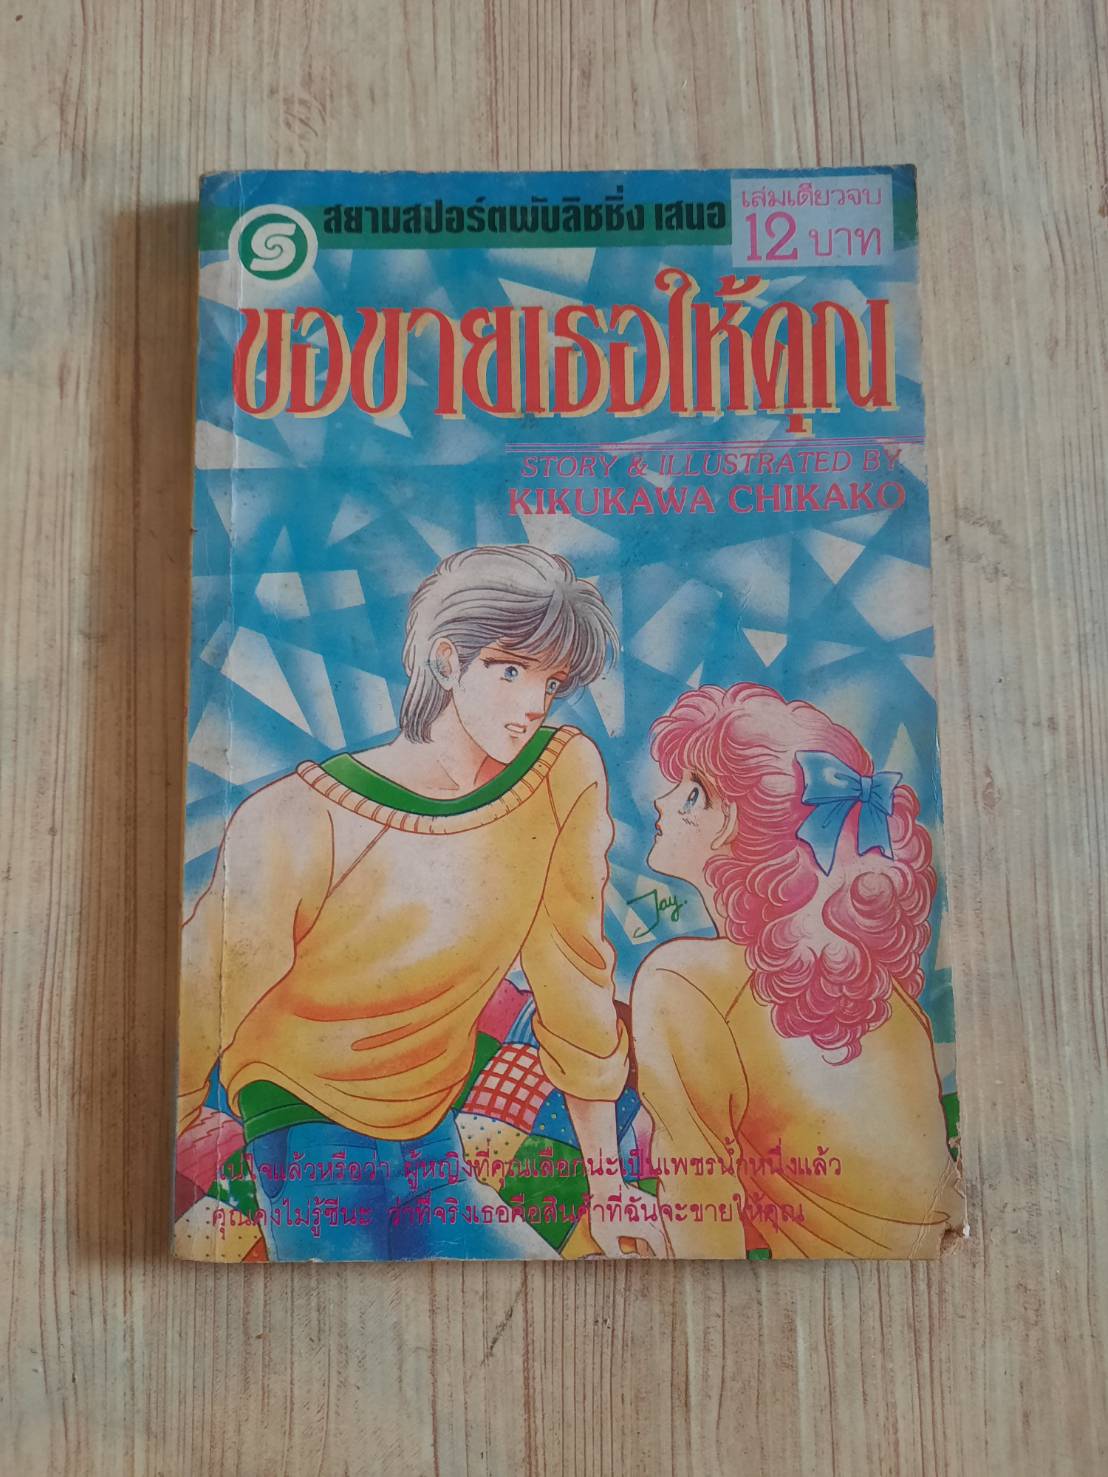 สยามสปอร์ตพับลิชชิ่ง เสนอ
เล่มเดียวจบ
12 บาท
ขอขายเธอให้คุณ
STORY & ILLUSTRATED BY
KIKUKAWA CHIKAKO
Jay.
แน่ใจแล้วหรือว่า ผู้หญิงที่คุณเลือกน่ะเป็นเพชรน้ำหนึ่งแล้ว
คุณคงไม่รู้ซีนะ ว่าที่จริงเธอคือสินค้าที่ฉันจะขายให้คุณ